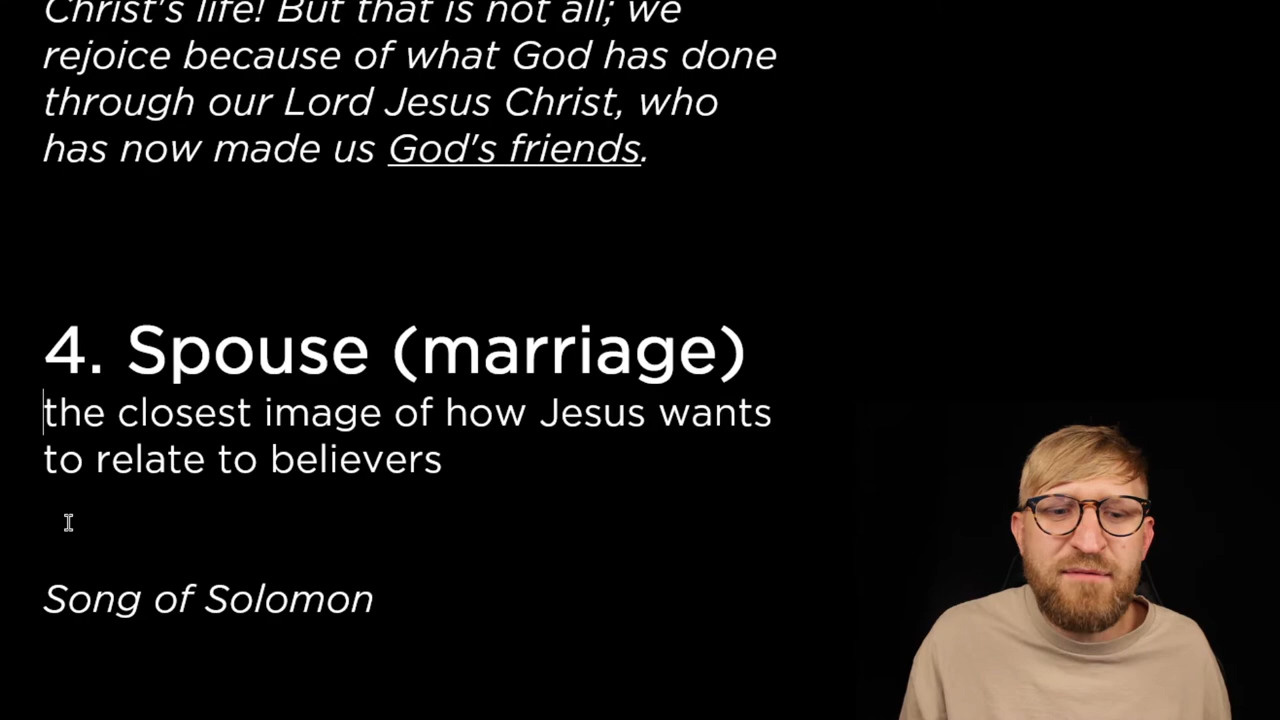 Christ's life! But that is not all; we
rejoice because of what God has done
through our Lord Jesus Christ, who
has now made us God's friends.
4. Spouse (marriage)
the closest image of how Jesus wants
to relate to believers
Song of Solomon